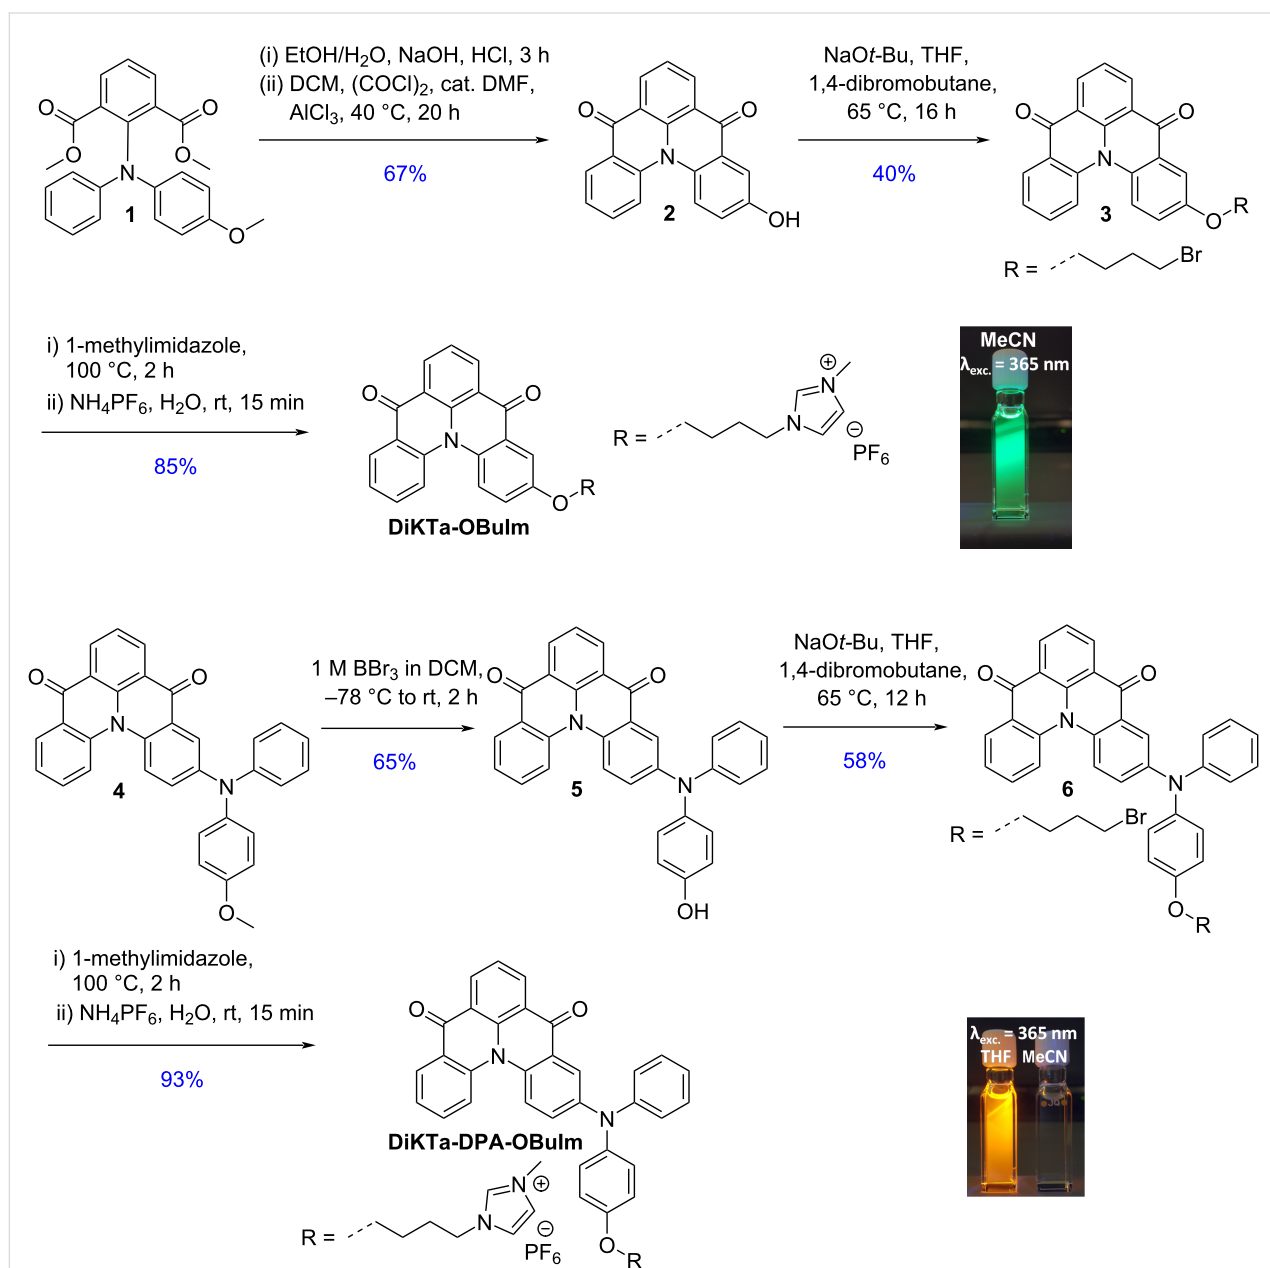 (i) EtOH/H2O, NaOH, HCl, 3 h
(ii) DCM, (COCl)2, cat. DMF,
AlCl3, 40 °C, 20 h
67%
NaOt-Bu, THF,
1,4-dibromobutane,
65 °C, 16 h
40%
O
O
O
O
N
O
1
O
O
N
OH
2
O
O
N
O
R
3
R =
Br
i) 1-methylimidazole,
100 °C, 2 h
ii) NH4PF6, H2O, rt, 15 min
85%
O
O
N
O
R
DiKTa-OBuIm
R =
N
N
⊕
⊖
PF6
MeCN
λexc. = 365 nm
O
O
N
N
O
4
1 M BBr3 in DCM,
–78 °C to rt, 2 h
65%
O
O
N
N
OH
5
NaOt-Bu, THF,
1,4-dibromobutane,
65 °C, 12 h
58%
O
O
N
N
O
R
6
R =
Br
i) 1-methylimidazole,
100 °C, 2 h
ii) NH4PF6, H2O, rt, 15 min
93%
O
O
N
N
O
R
DiKTa-DPA-OBuIm
R =
N
N
⊕
⊖
PF6
λexc. = 365 nm
THF MeCN